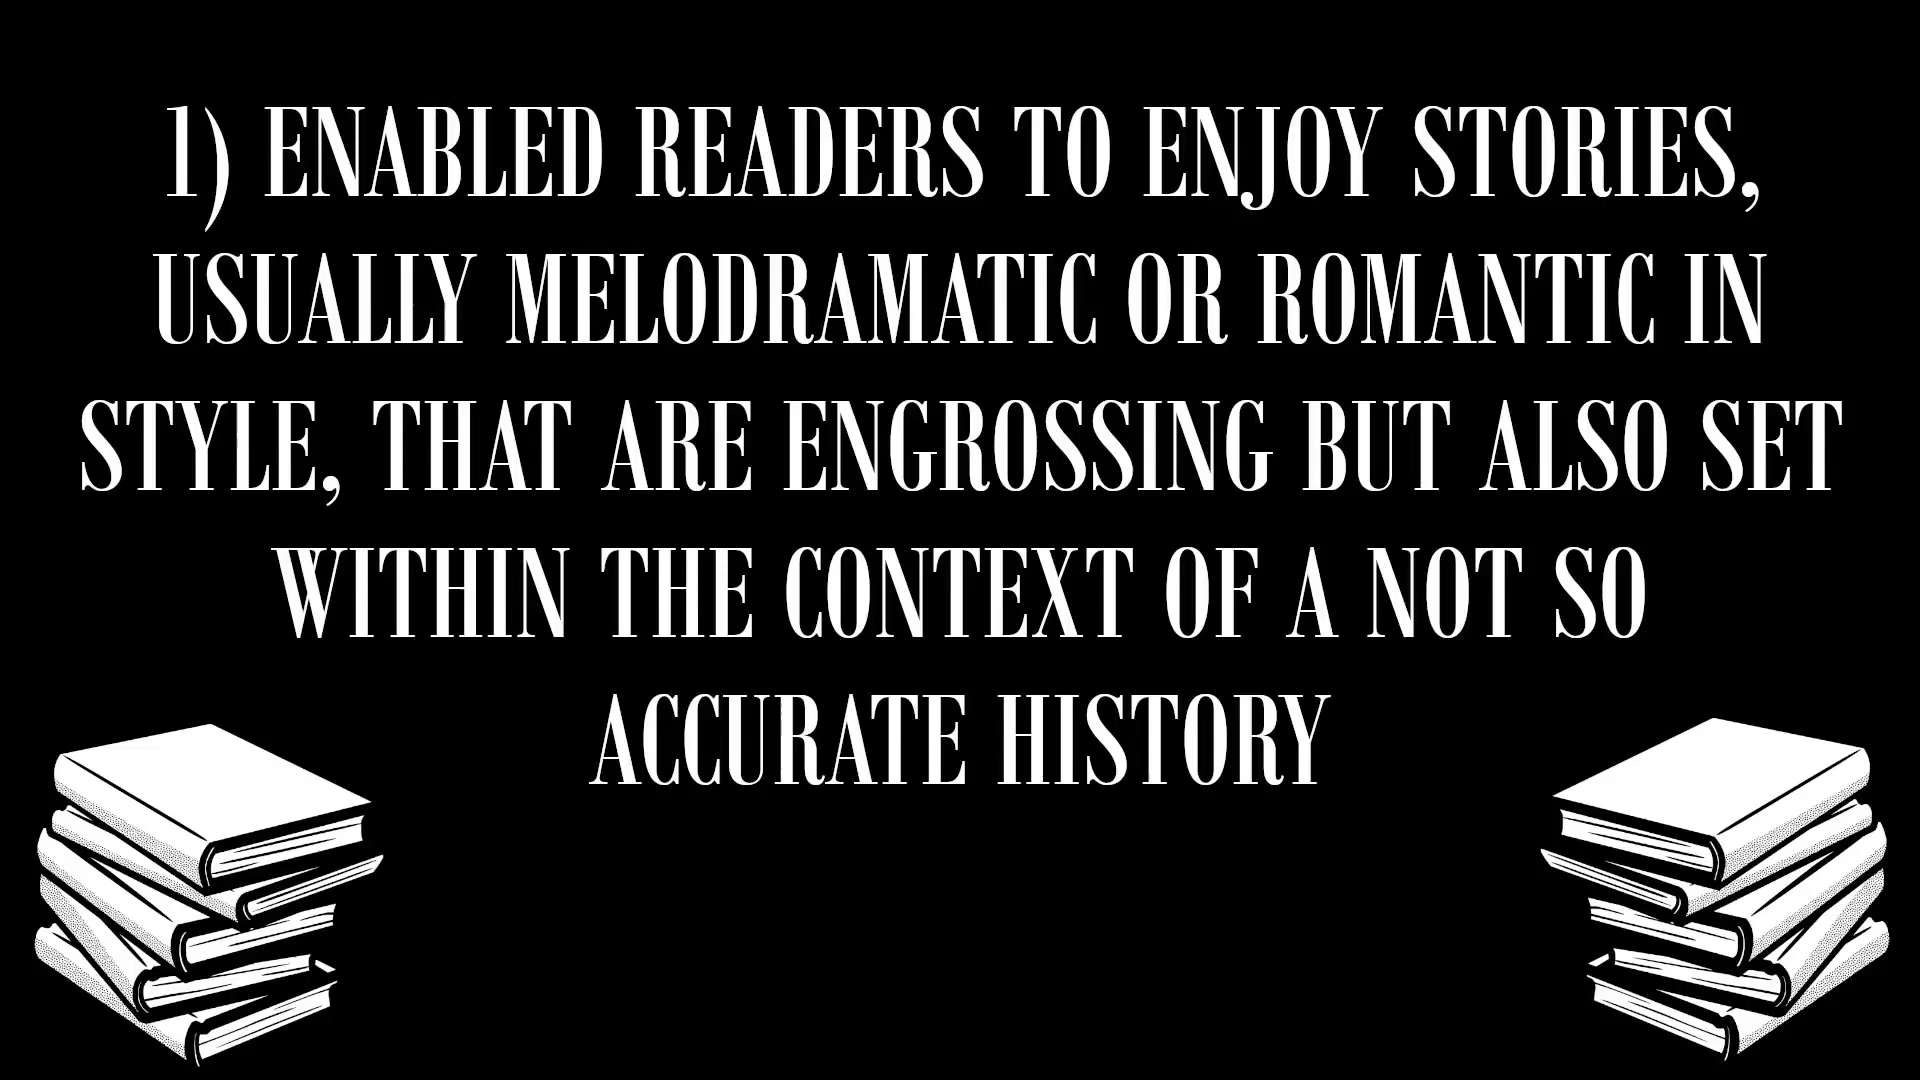 1) ENABLED READERS TO ENJOY STORIES,
USUALLY MELODRAMATIC OR ROMANTIC IN
STYLE, THAT ARE ENGROSSING BUT ALSO SET
WITHIN THE CONTEXT OF A NOT SO
ACCURATE HISTORY